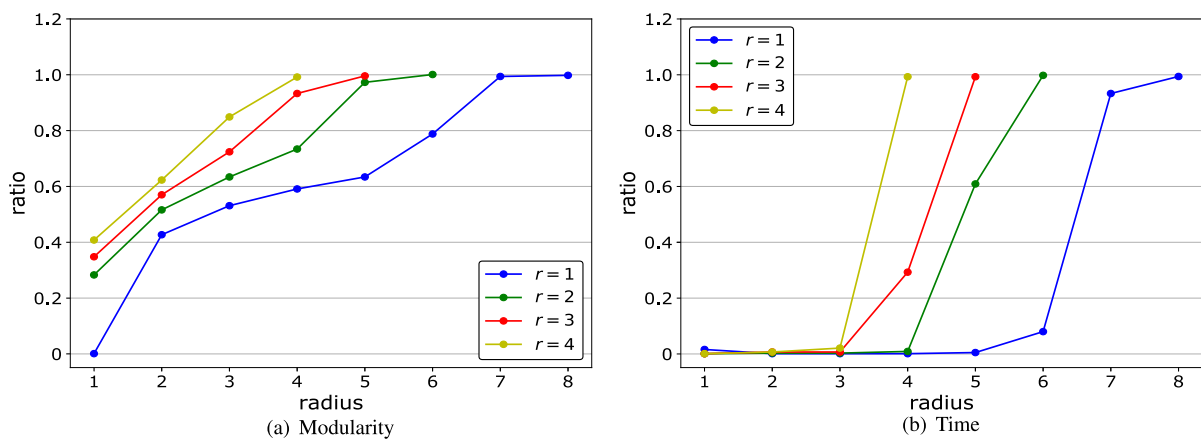 1.2
1.0
0.8
0.6
0.4
0.2
0
ratio
1 2 3 4 5 6 7 8
radius
r = 1
r = 2
r = 3
r = 4
(a) Modularity
1.2
1.0
0.8
0.6
0.4
0.2
0
ratio
1 2 3 4 5 6 7 8
radius
r = 1
r = 2
r = 3
r = 4
(b) Time